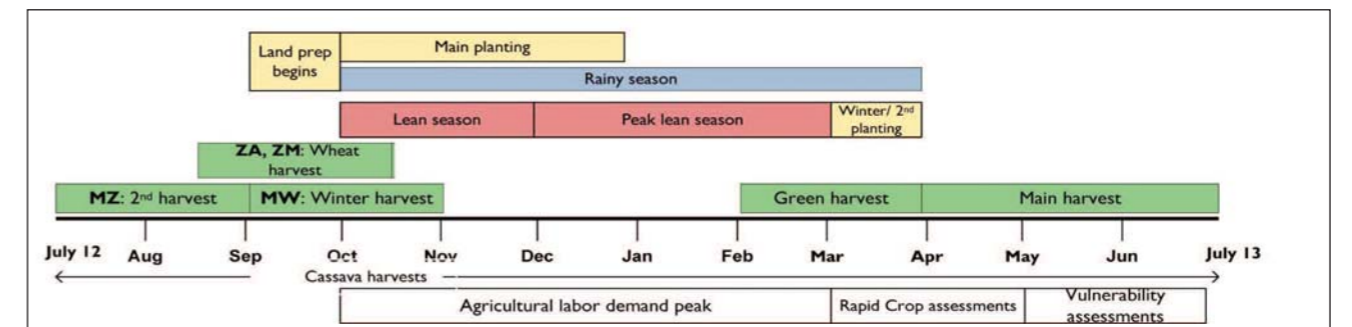 Land prep
begins
Main planting
Rainy season
Lean season
Peak lean season
Winter/ 2nd
planting
ZA, ZM: Wheat
harvest
MZ: 2nd harvest
MW: Winter harvest
Green harvest
Main harvest
July 12 Aug Sep Oct Nov Dec Jan Feb Mar Apr May Jun July 13
Cassava harvests
Agricultural labor demand peak
Rapid Crop assessments
Vulnerability
assessments